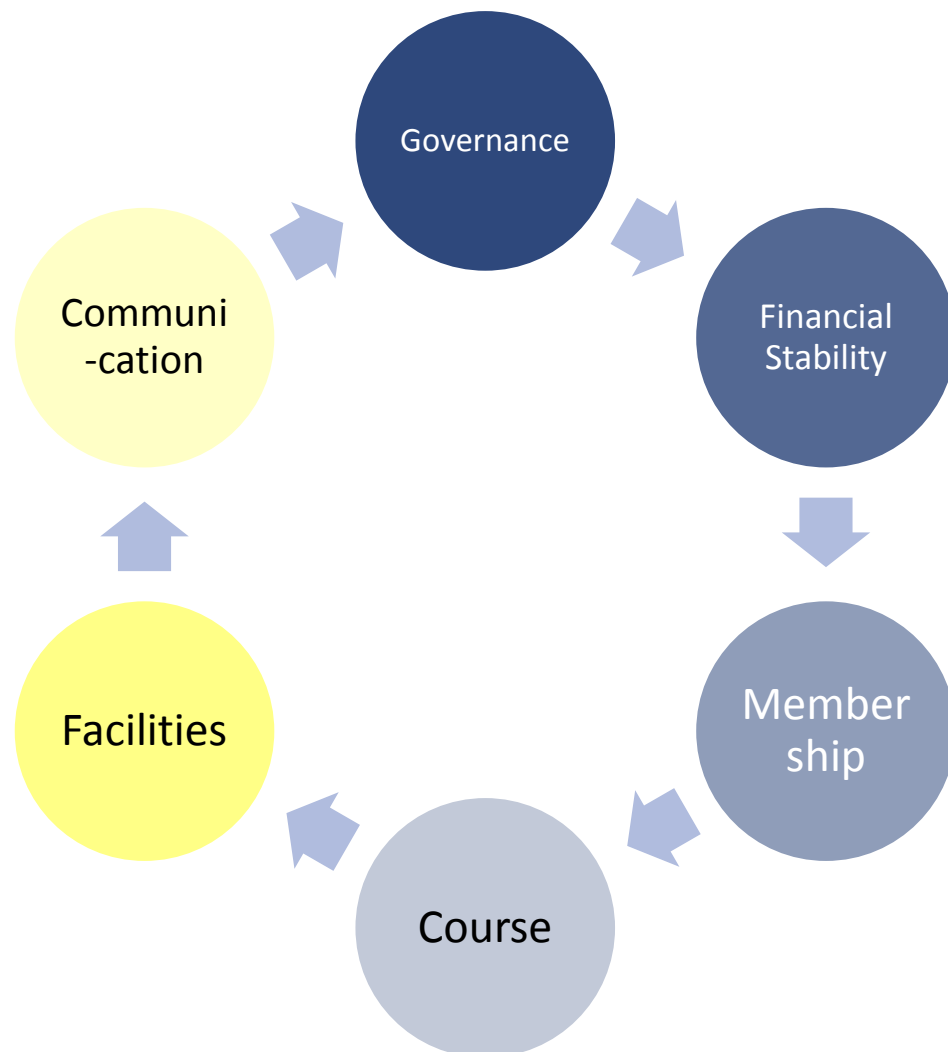 Governance
Financial
Stability
Member
ship
Course
Facilities
Communi
-cation